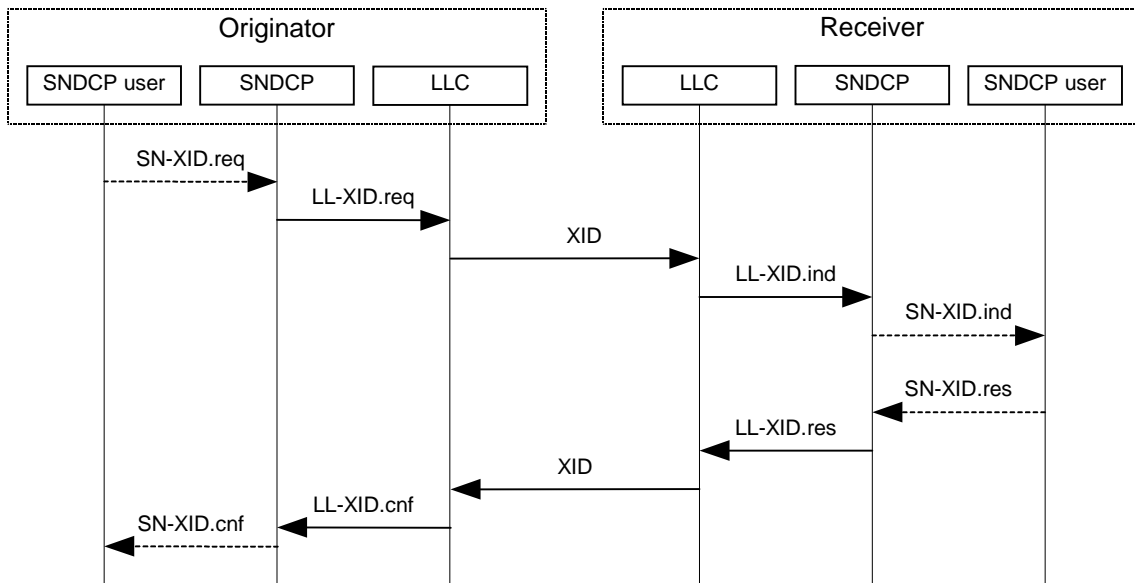 Originator
Receiver
SNDCP user
SNDCP
LLC
LLC
SNDCP
SNDCP user
SN-XID.req
LL-XID.req
XID
LL-XID.ind
SN-XID.ind
SN-XID.res
LL-XID.res
XID
LL-XID.cnf
SN-XID.cnf